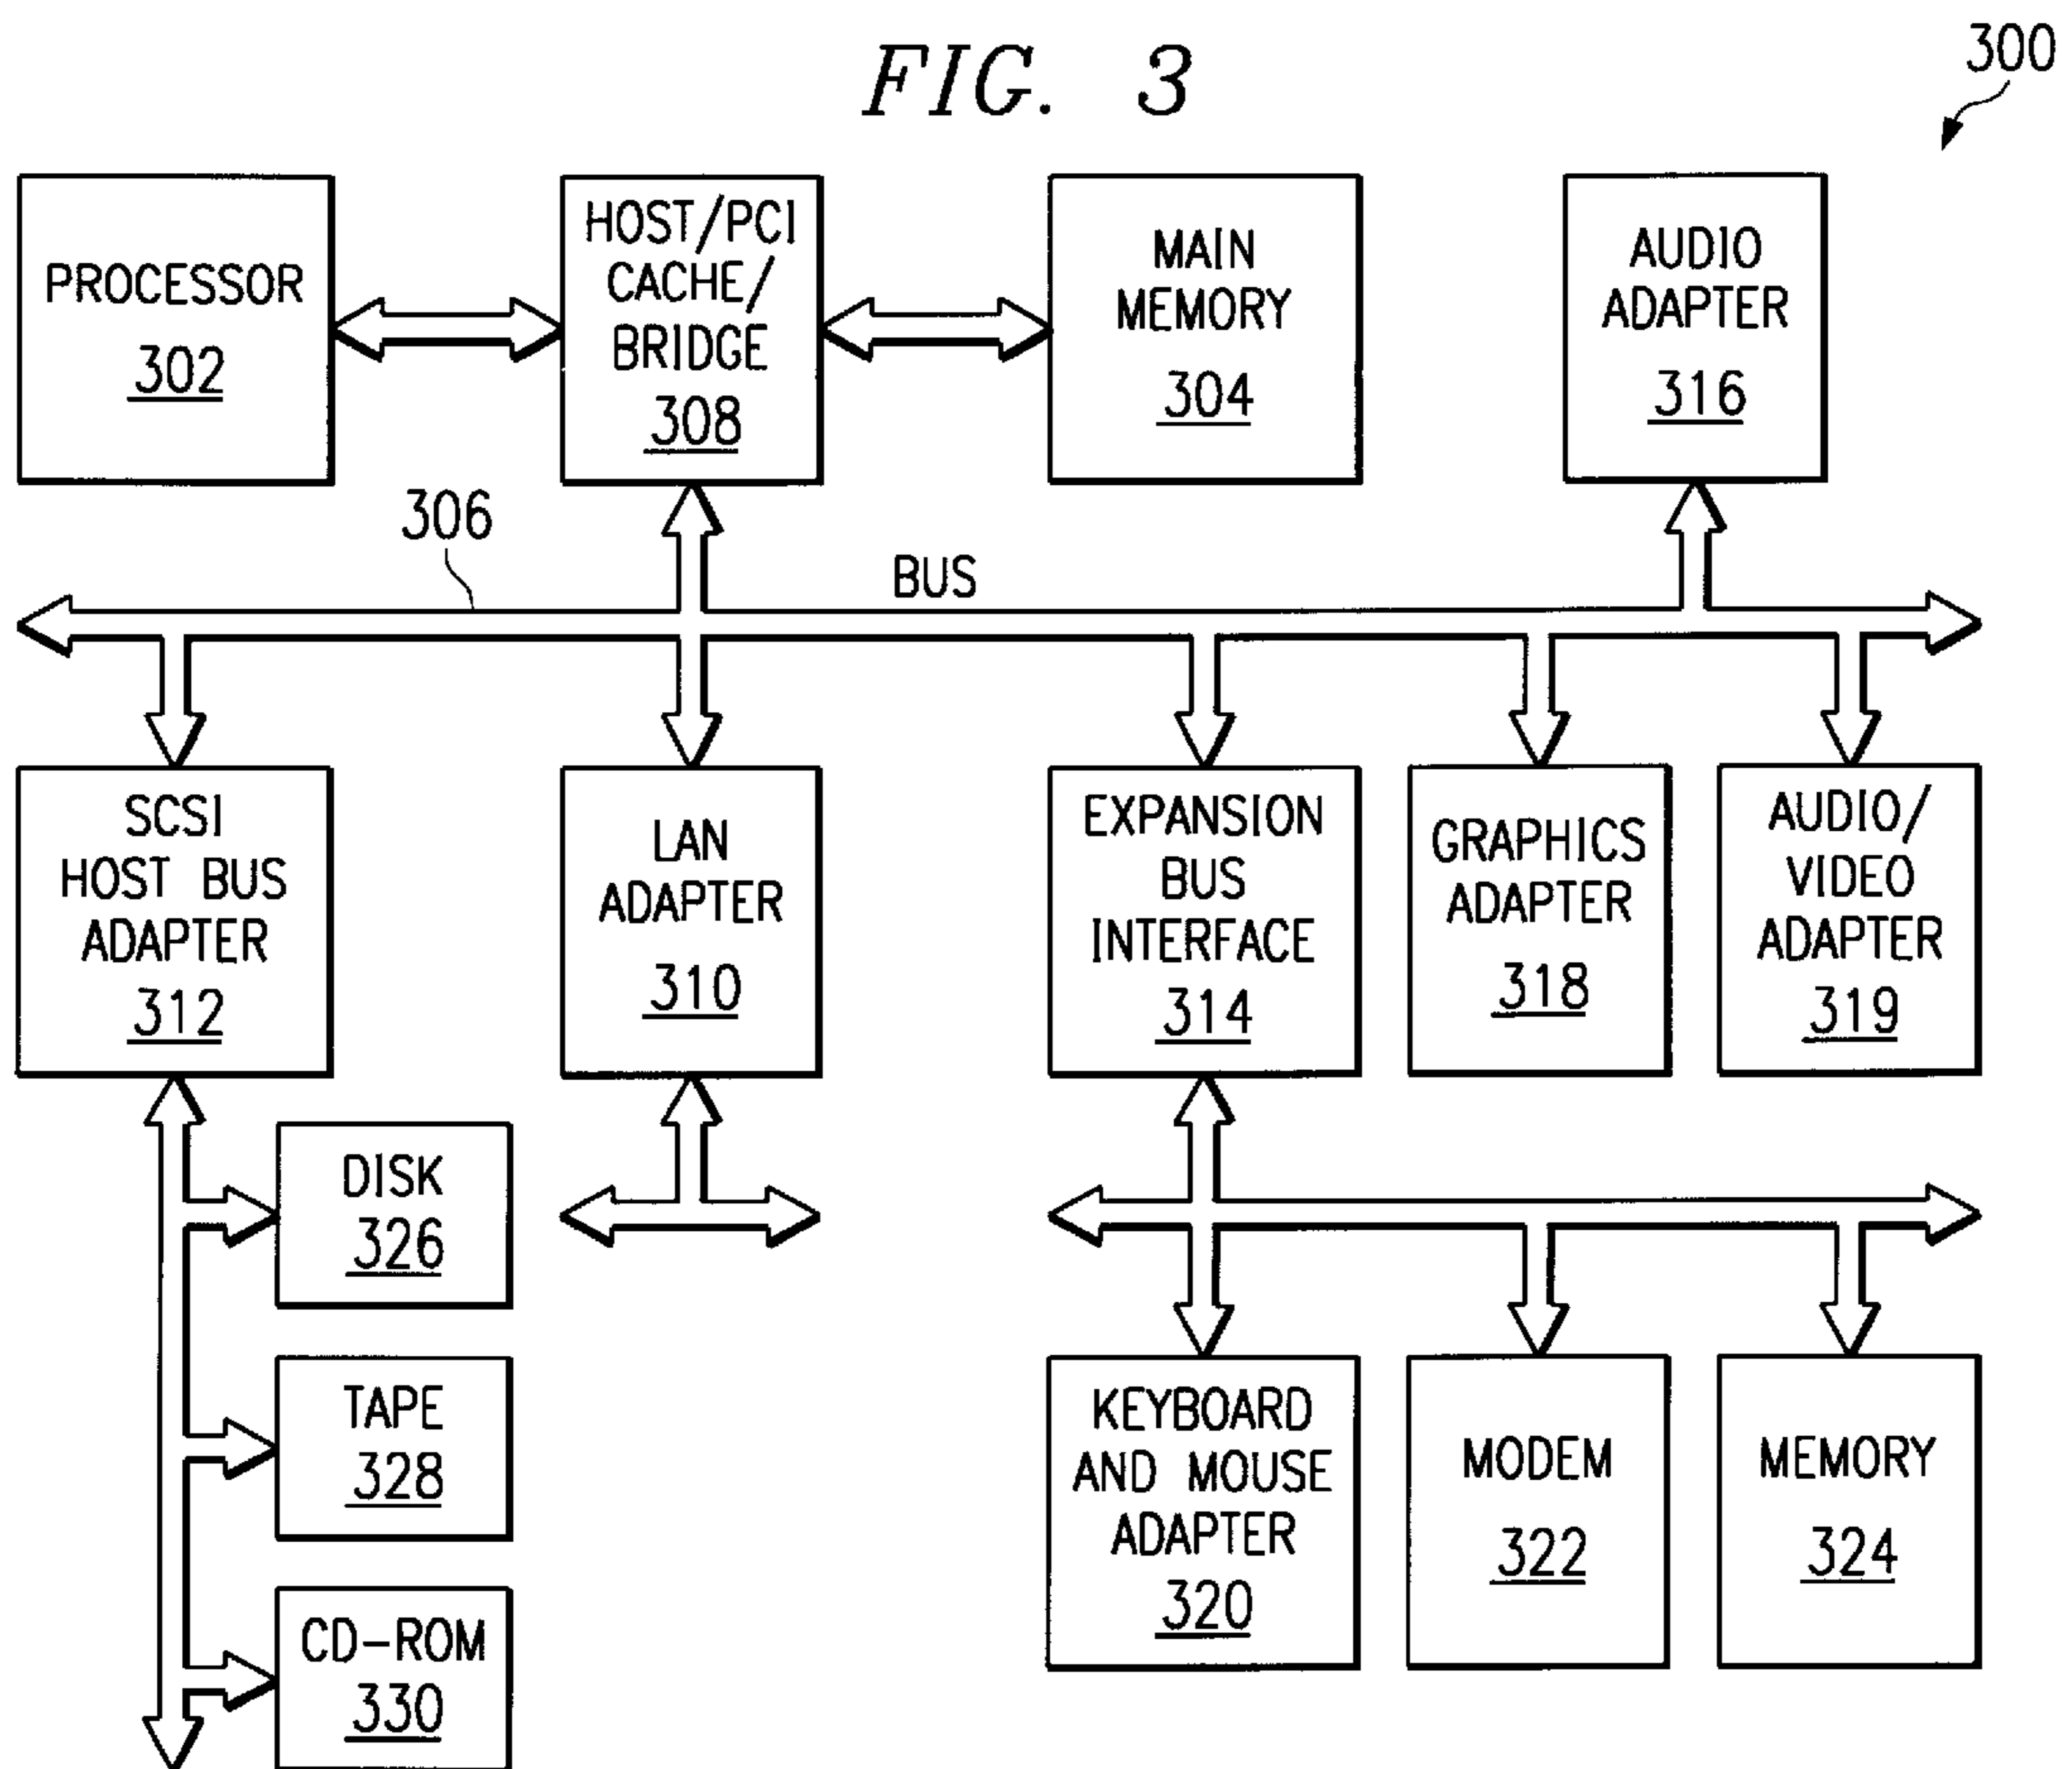 FIG. 3
300
PROCESSOR
302
HOST/PCI
CACHE/
BRIDGE
308
MAIN
MEMORY
304
AUDIO
ADAPTER
316
306
BUS
SCSI
HOST BUS
ADAPTER
312
LAN
ADAPTER
310
EXPANSION
BUS
INTERFACE
314
GRAPHICS
ADAPTER
318
AUDIO/
VIDEO
ADAPTER
319
DISK
326
TAPE
328
CD-ROM
330
KEYBOARD
AND MOUSE
ADAPTER
320
MODEM
322
MEMORY
324